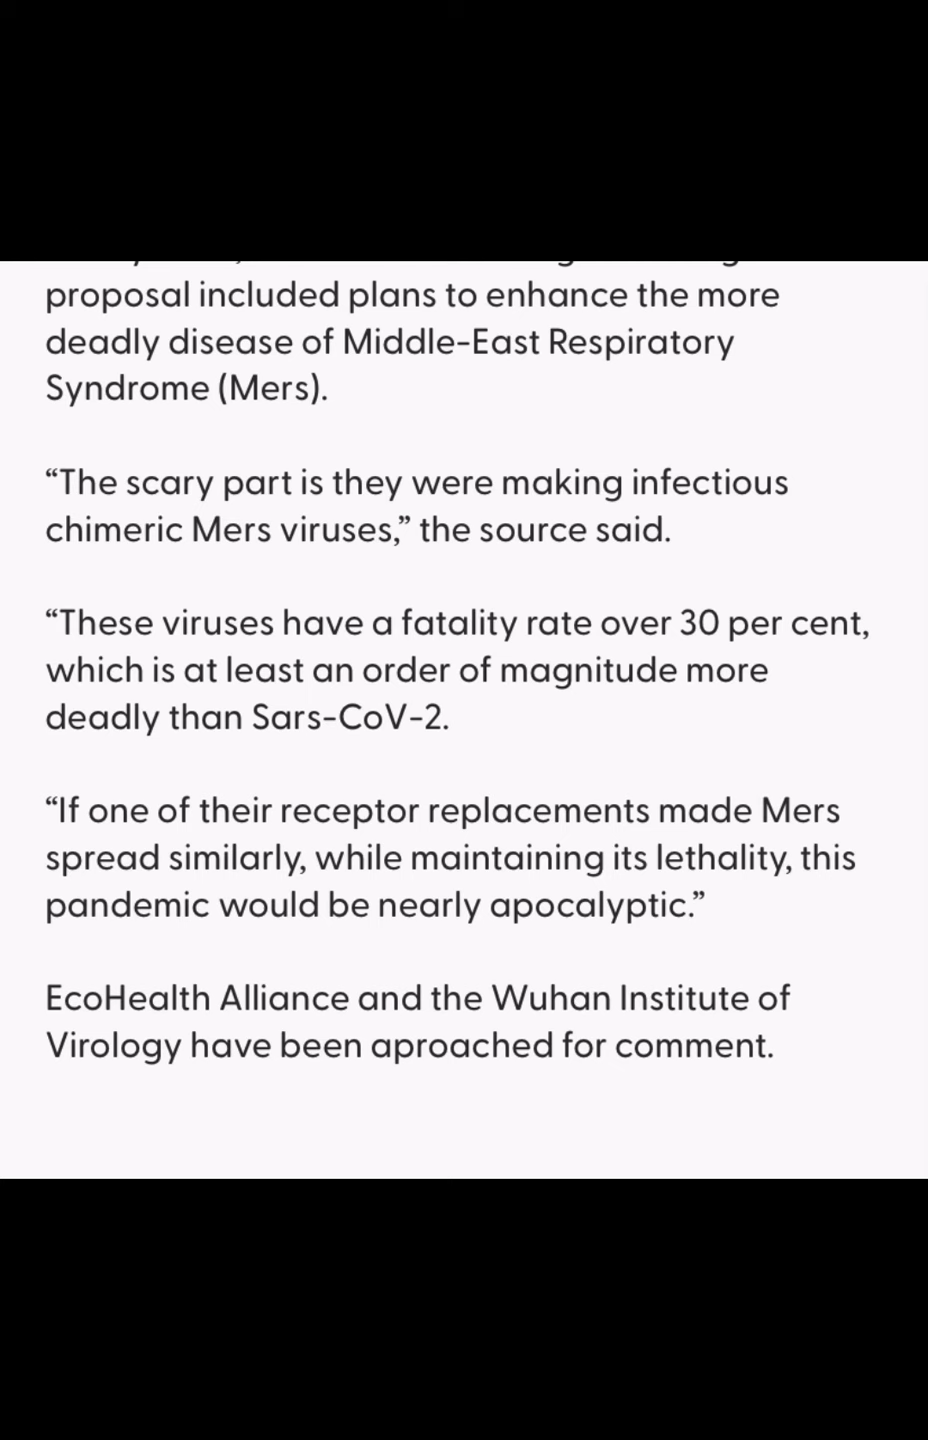 proposal included plans to enhance the more
deadly disease of Middle-East Respiratory
Syndrome (Mers).
“The scary part is they were making infectious
chimeric Mers viruses,” the source said.
“These viruses have a fatality rate over 30 per cent,
which is at least an order of magnitude more
deadly than Sars-CoV-2.
“If one of their receptor replacements made Mers
spread similarly, while maintaining its lethality, this
pandemic would be nearly apocalyptic.”
EcoHealth Alliance and the Wuhan Institute of
Virology have been aproached for comment.